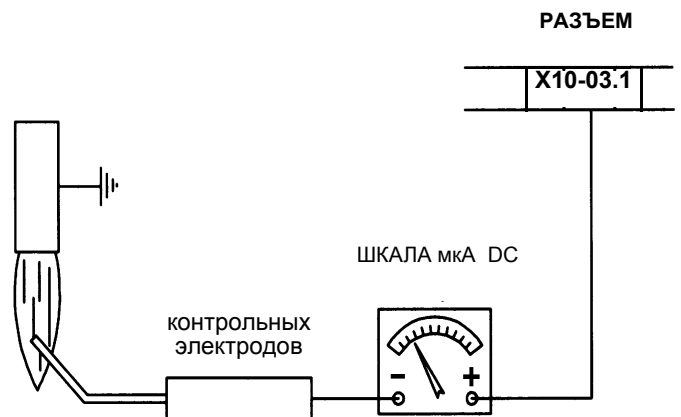 РАЗЪЕМ
X10-03.1
ШКАЛА мкА DC
контрольных
электродов
- +